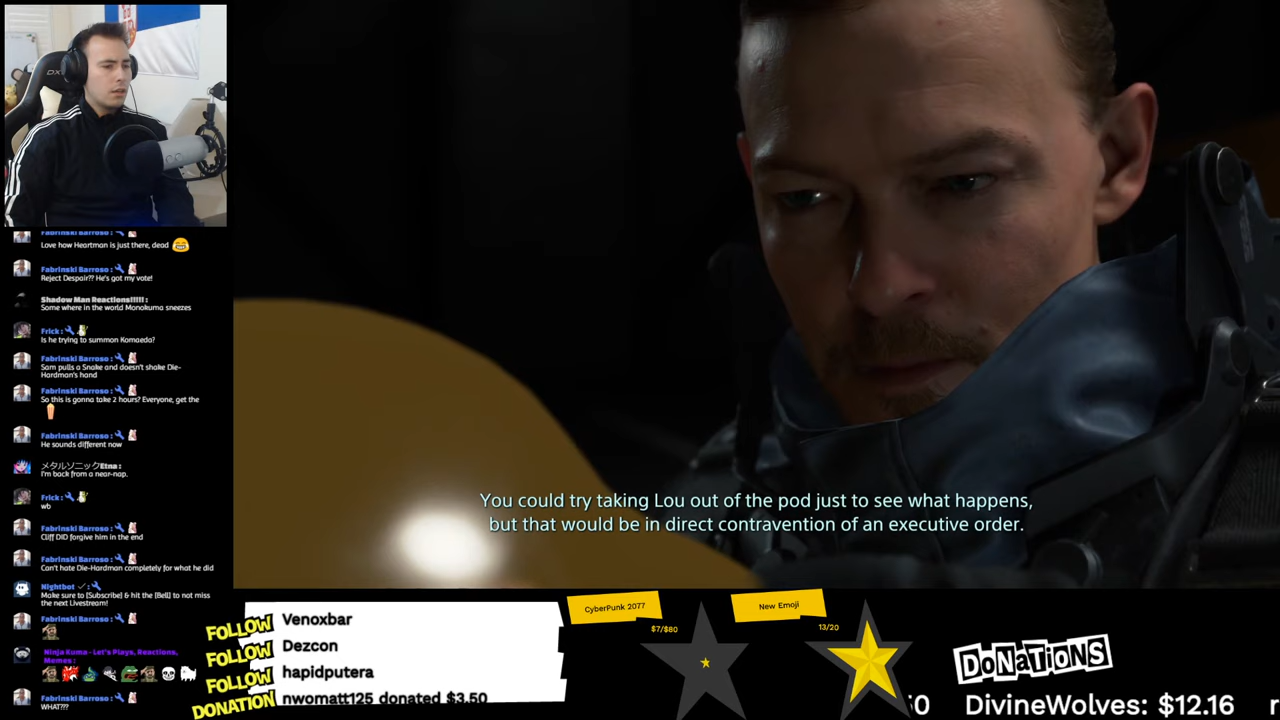 DX
Fabrinski Barroso :
Love how Heartman is just there, dead
Fabrinski Barroso :
Reject Despair?? He's got my vote!
Shadow Man Reactions!!!!! :
Some where in the world Monokuma sneezes
Frick :
Is he trying to summon Komaeda?
Fabrinski Barroso :
Sam pulls a Snake and doesn't shake Die-
Hardman's hand
Fabrinski Barroso :
So this is gonna take 2 hours? Everyone, get the
Fabrinski Barroso :
He sounds different now
メタルソニックEtna :
I'm back from a near-nap.
Frick :
wb
Fabrinski Barroso :
Cliff DID forgive him in the end
Fabrinski Barroso :
Can't hate Die-Hardman completely for what he did
Nightbot ✓ :
Make sure to [Subscribe] & hit the [Bell] to not miss
the next Livestream!
Fabrinski Barroso :
Ninja Kuma - Let's Plays, Reactions,
Memes :
Fabrinski Barroso :
WHAT???
You could try taking Lou out of the pod just to see what happens,
but that would be in direct contravention of an executive order.
FOLLOW Venoxbar
FOLLOW Dezcon
FOLLOW hapidputera
DONATION nwomatt125 donated $3.50
CyberPunk 2077
$7/$80
New Emoji
13/20
DoNATiONS
50 DivineWolves: $12.16 r